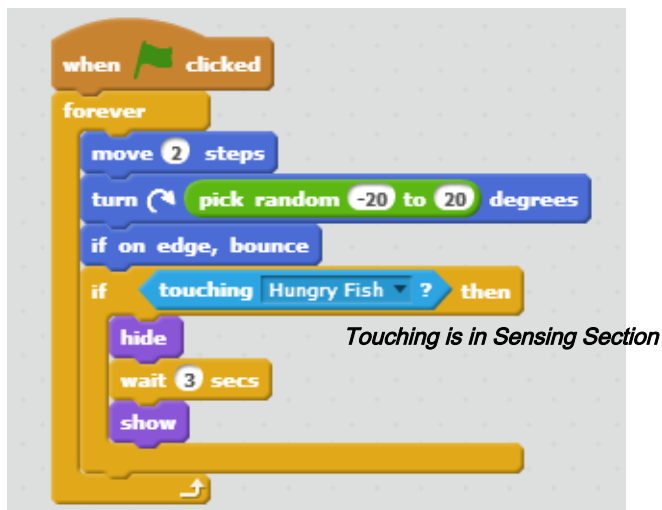 when clicked
forever
move 2 steps
turn pick random -20 to 20 degrees
if on edge, bounce
if touching Hungry Fish ? then
hide
Touching is in Sensing Section
wait 3 secs
show